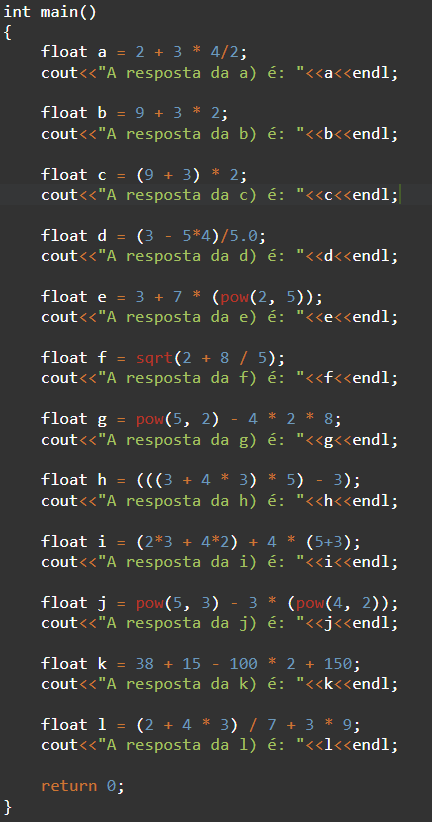 int main()
{
float a = 2 + 3 * 4/2;
cout<<"A resposta da a) é: "<<a<<endl;
float b = 9 + 3 * 2;
cout<<"A resposta da b) é: "<<b<<endl;
float c = (9 + 3) * 2;
cout<<"A resposta da c) é: "<<c<<endl;
float d = (3 - 5*4)/5.0;
cout<<"A resposta da d) é: "<<d<<endl;
float e = 3 + 7 * (pow(2, 5));
cout<<"A resposta da e) é: "<<e<<endl;
float f = sqrt(2 + 8 / 5);
cout<<"A resposta da f) é: "<<f<<endl;
float g = pow(5, 2) - 4 * 2 * 8;
cout<<"A resposta da g) é: "<<g<<endl;
float h = (((3 + 4 * 3) * 5) - 3);
cout<<"A resposta da h) é: "<<h<<endl;
float i = (2*3 + 4*2) + 4 * (5+3);
cout<<"A resposta da i) é: "<<i<<endl;
float j = pow(5, 3) - 3 * (pow(4, 2));
cout<<"A resposta da j) é: "<<j<<endl;
float k = 38 + 15 - 100 * 2 + 150;
cout<<"A resposta da k) é: "<<k<<endl;
float l = (2 + 4 * 3) / 7 + 3 * 9;
cout<<"A resposta da l) é: "<<l<<endl;
return 0;
}